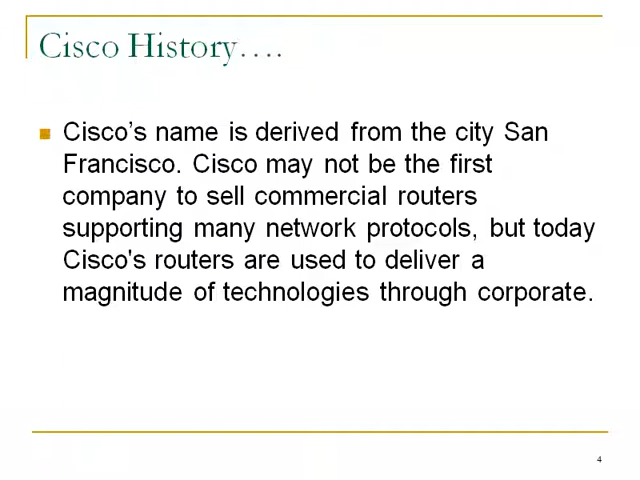 Cisco History….
Cisco’s name is derived from the city San
Francisco. Cisco may not be the first
company to sell commercial routers
supporting many network protocols, but today
Cisco's routers are used to deliver a
magnitude of technologies through corporate.
4